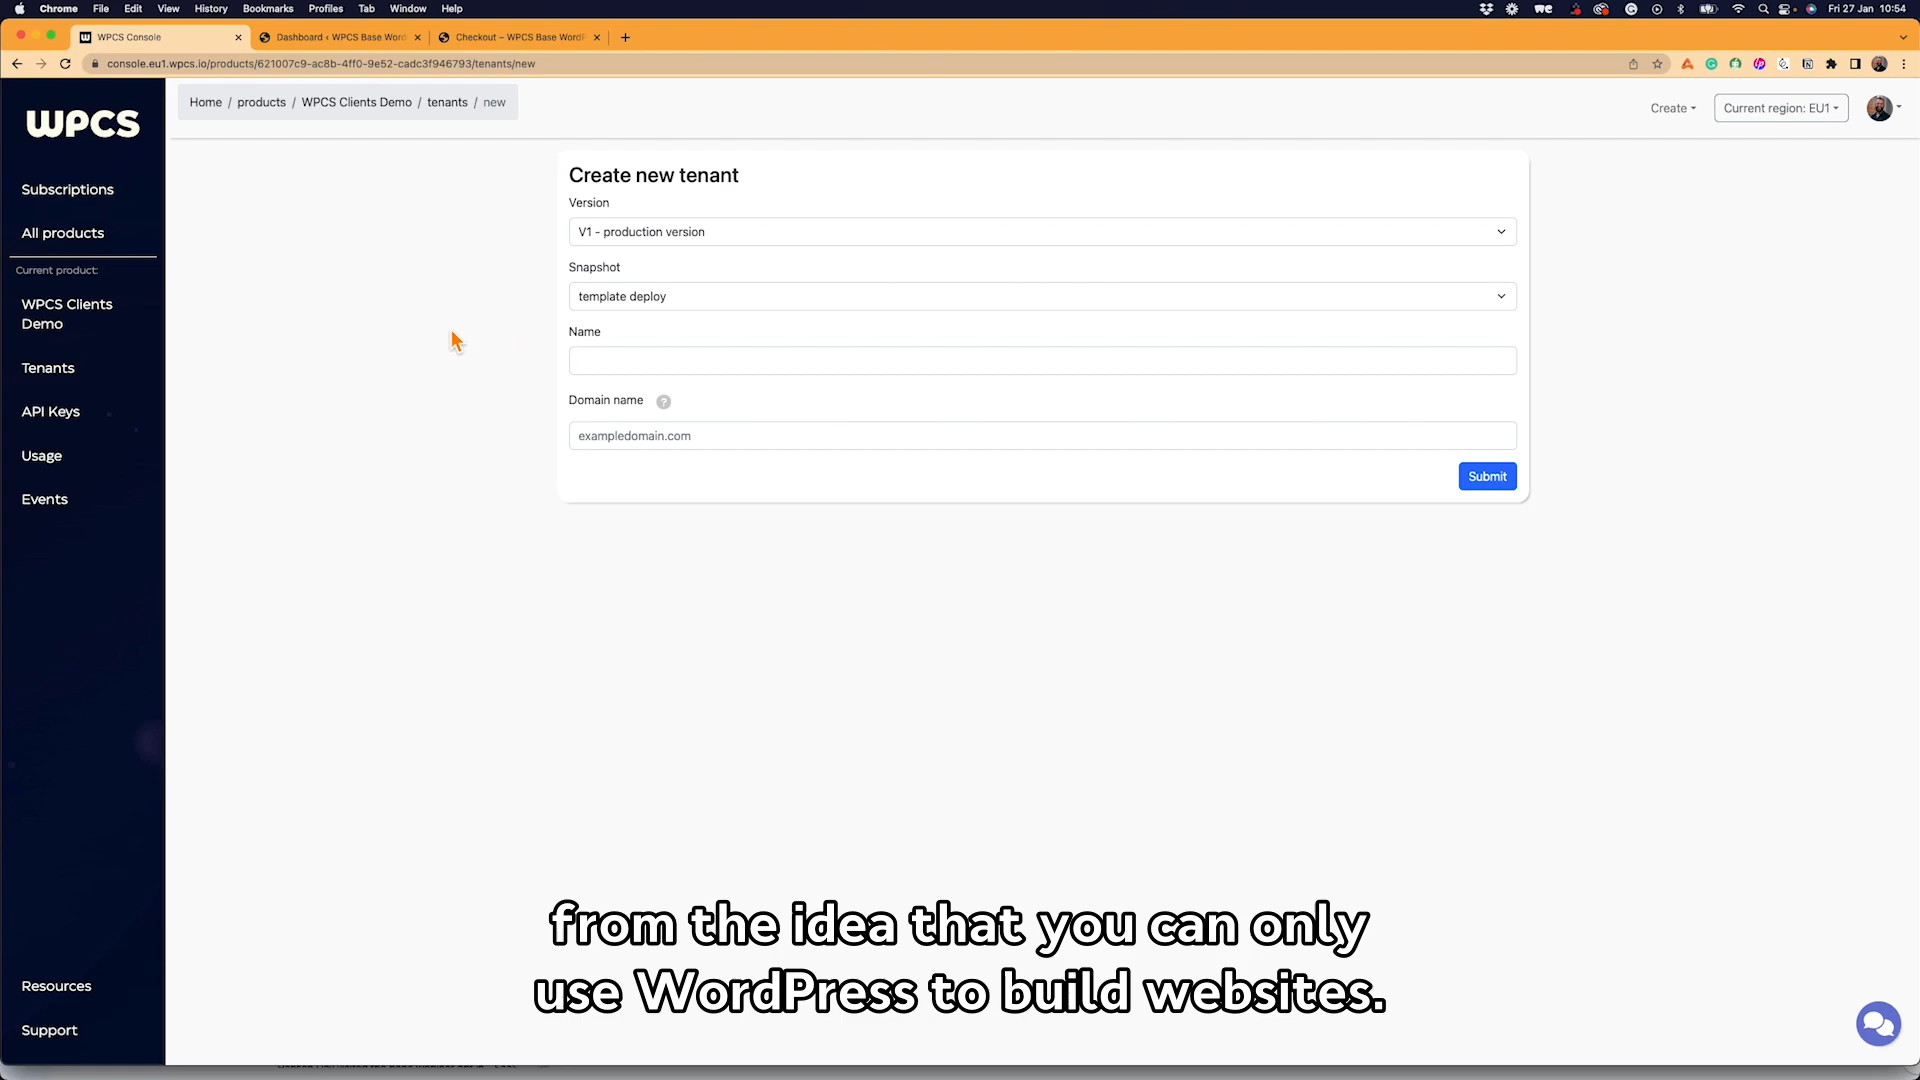 Chrome File Edit View History Bookmarks Profiles Tab Window Help
Fri 27 Jan 10:54
WPCS Console
Dashboard ‹ WPCS Base Wor
Checkout – WPCS Base WordP
console.eu1.wpcs.io/products/621007c9-ac8b-4ff0-9e52-cadc3f946793/tenants/new
WPCS
Home / products / WPCS Clients Demo / tenants / new
Create
Current region: EU1
Subscriptions
All products
Current product:
WPCS Clients
Demo
Tenants
API Keys
Usage
Events
Resources
Support
Create new tenant
Version
V1 - production version
Snapshot
template deploy
Name
Domain name ?
exampledomain.com
Submit
from the idea that you can only
use WordPress to build websites.